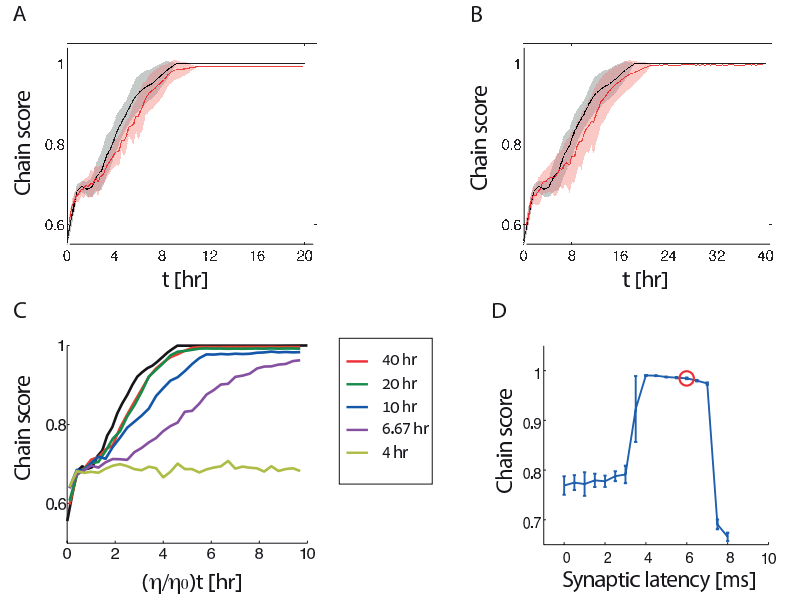 A
B
Chain score
1
0.8
0.6
0 4 8 12 16 20
t [hr]
Chain score
1
0.8
0.6
0 8 16 24 32 40
t [hr]
C
D
Chain score
1
0.8
0.6
0 2 4 6 8 10
(η/η0)t [hr]
40 hr
20 hr
10 hr
6.67 hr
4 hr
Chain score
1
0.9
0.8
0.7
0 2 4 6 8 10
Synaptic latency [ms]